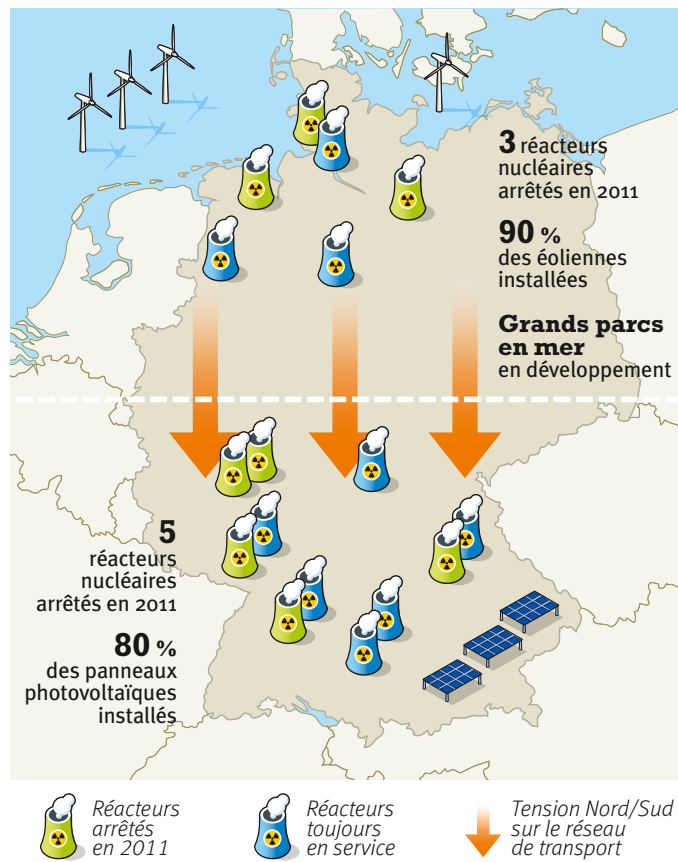 3 réacteurs
nucléaires
arrêtés en 2011
90 %
des éoliennes
installées
Grands parcs
en mer
en développement
5
réacteurs
nucléaires
arrêtés en 2011
80 %
des panneaux
photovoltaïques
installés
Réacteurs
arrêtés
en 2011
Réacteurs
toujours
en service
Tension Nord/Sud
sur le réseau
de transport